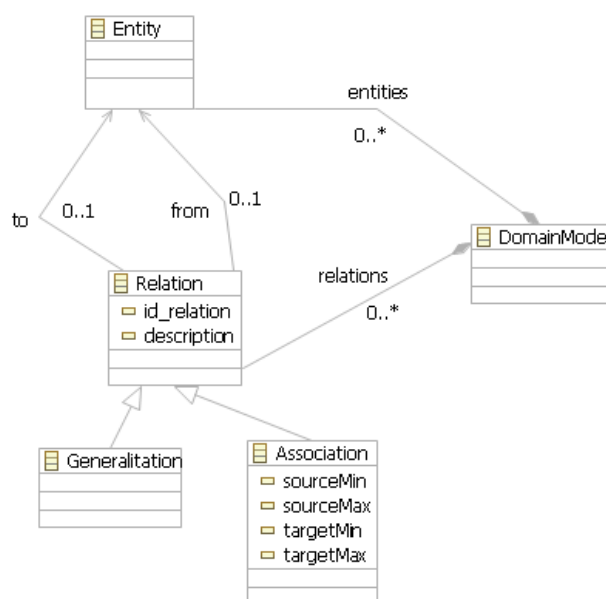 Entity
entities
0..*
to
0..1
from
0..1
DomainMode
Relation
id_relation
description
relations
0..*
Generalitation
Association
sourceMin
sourceMax
targetMin
targetMax